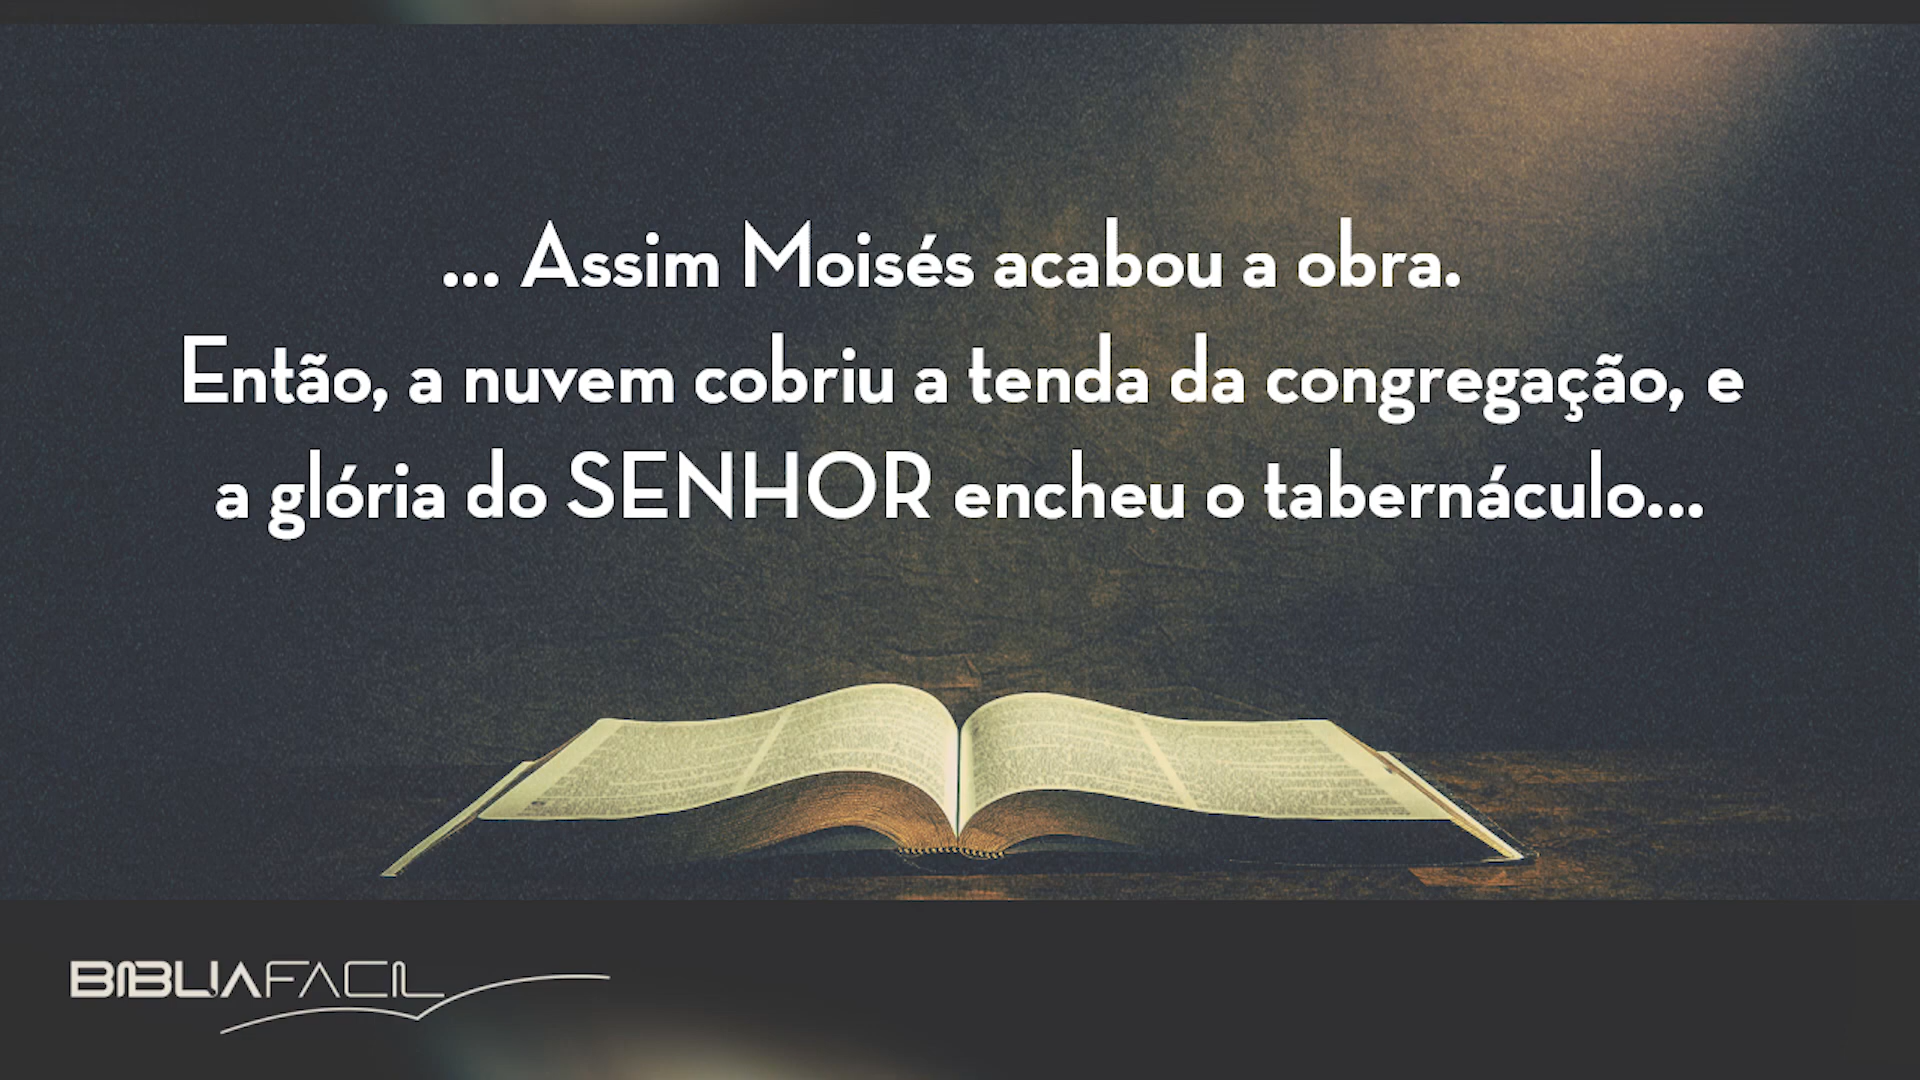 ... Assim Moisés acabou a obra.
Então, a nuvem cobriu a tenda da congregação, e
a glória do SENHOR encheu o tabernáculo...
BIBLIAFACIL